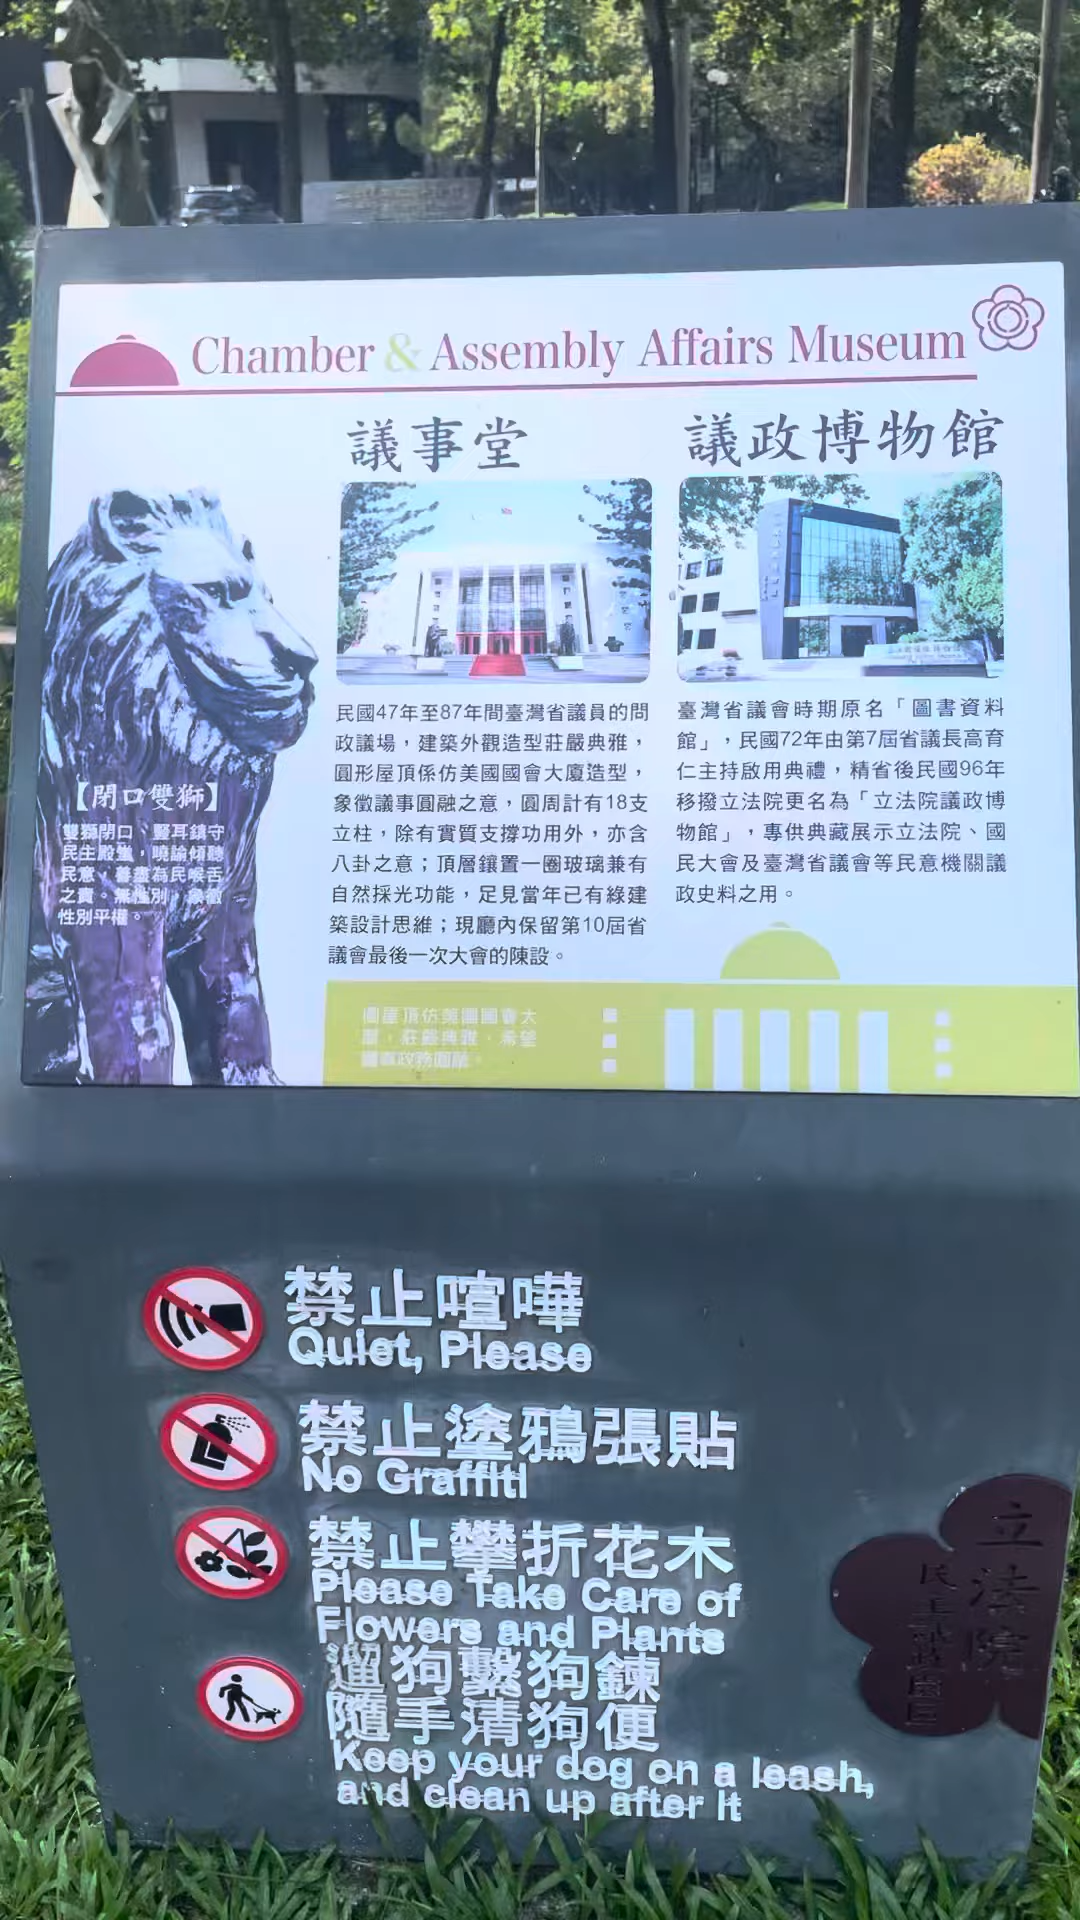 Chamber & Assembly Affairs Museum
議事堂
民國47年至87年間臺灣省議員的問
政議場，建築外觀造型莊嚴典雅，
圓形屋頂係仿美國國會大廈造型，
象徵議事圓融之意，圓周計有18支
立柱，除有實質支撐功用外，亦含
八卦之意；頂層鑲置一圈玻璃兼有
自然採光功能，足見當年已有綠建
築設計思維；現廳內保留第10屆省
議會最後一次大會的陳設。
議政博物館
臺灣省議會時期原名「圖書資料
館」，民國72年由第7屆省議長高育
仁主持啟用典禮，精省後民國96年
移撥立法院更名為「立法院議政博
物館」，專供典藏展示立法院、國
民大會及臺灣省議會等民意機關議
政史料之用。
【閉口雙獅】
雙獅閉口、豎耳鎮守
民主殿堂，曉諭傾聽
民意，善盡為民喉舌
之責。無性別，象徵
性別平權。
圓屋頂仿美國國會大
廈，莊嚴典雅，希望
議事政務圓融。
禁止喧嘩
Quiet, Please
禁止塗鴉張貼
No Graffiti
禁止攀折花木
Please Take Care of
Flowers and Plants
遛狗繫狗鍊
隨手清狗便
Keep your dog on a leash,
and clean up after it
立法院
民主議政園區